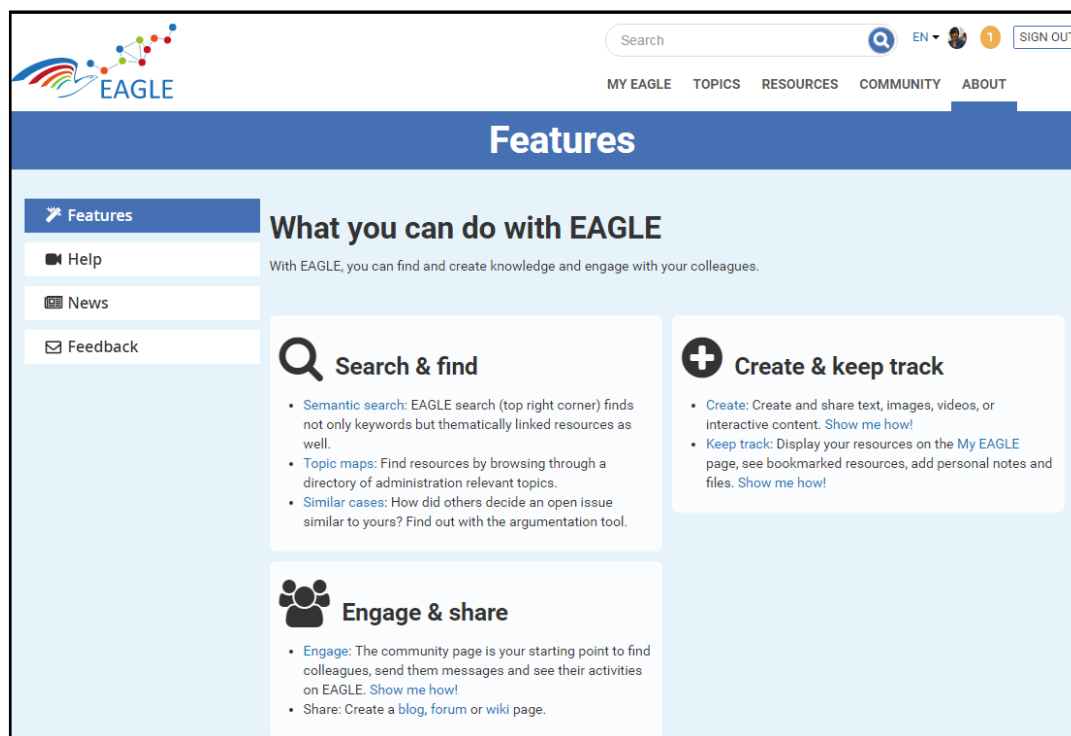 EAGLE
Search
EN
1
SIGN OUT
MY EAGLE TOPICS RESOURCES COMMUNITY ABOUT
Features
Features
Help
News
Feedback
What you can do with EAGLE
With EAGLE, you can find and create knowledge and engage with your colleagues.
Search & find
• Semantic search: EAGLE search (top right corner) finds
not only keywords but thematically linked resources as
well.
• Topic maps: Find resources by browsing through a
directory of administration relevant topics.
• Similar cases: How did others decide an open issue
similar to yours? Find out with the argumentation tool.
Create & keep track
• Create: Create and share text, images, videos, or
interactive content. Show me how!
• Keep track: Display your resources on the My EAGLE
page, see bookmarked resources, add personal notes and
files. Show me how!
Engage & share
• Engage: The community page is your starting point to find
colleagues, send them messages and see their activities
on EAGLE. Show me how!
• Share: Create a blog, forum or wiki page.